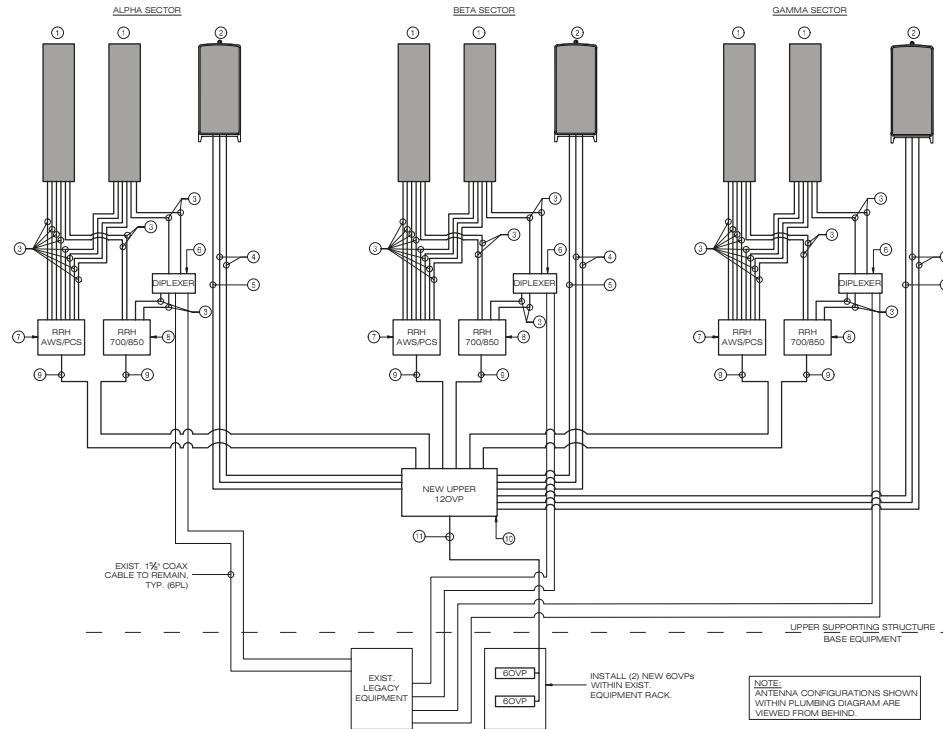 ALPHA SECTOR
BETA SECTOR
GAMMA SECTOR
1
1
2
1
1
2
1
1
2
3
3
3
3
3
3
3
3
3
6
6
6
4
4
5
5
DIPLEXER
DIPLEXER
DIPLEXER
3
3
3
7
RRH
AWS/PCS
RRH
700/850
8
7
RRH
AWS/PCS
RRH
700/850
8
7
RRH
AWS/PCS
RRH
700/850
8
9
9
9
9
9
9
NEW UPPER
12OVP
11
10
EXIST. 1⅝" COAX
CABLE TO REMAIN,
TYP. (6PL)
UPPER SUPPORTING STRUCTURE
BASE EQUIPMENT
EXIST.
LEGACY
EQUIPMENT
6OVP
6OVP
INSTALL (2) NEW 6OVPs
WITHIN EXIST.
EQUIPMENT RACK.
NOTE:
ANTENNA CONFIGURATIONS SHOWN
WITHIN PLUMBING DIAGRAM ARE
VIEWED FROM BEHIND.